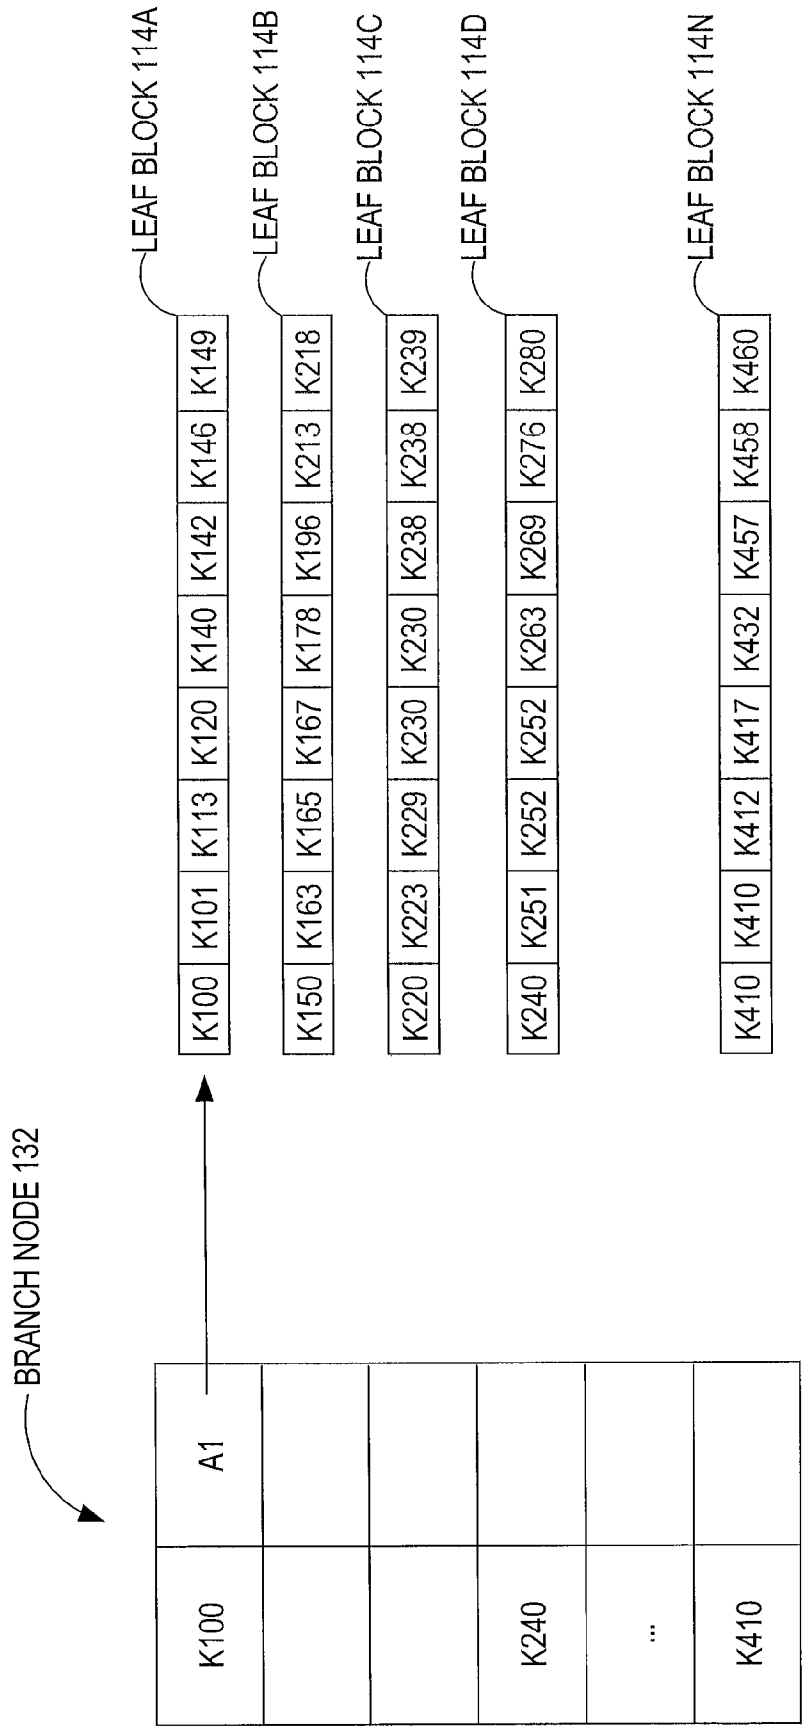 BRANCH NODE 132
K100 A1
K240
...
K410
K100 K101 K113 K120 K140 K142 K146 K149
LEAF BLOCK 114A
K150 K163 K165 K167 K178 K196 K213 K218
LEAF BLOCK 114B
K220 K223 K229 K230 K230 K238 K238 K239
LEAF BLOCK 114C
K240 K251 K252 K252 K263 K269 K276 K280
LEAF BLOCK 114D
K410 K410 K412 K417 K432 K457 K458 K460
LEAF BLOCK 114N